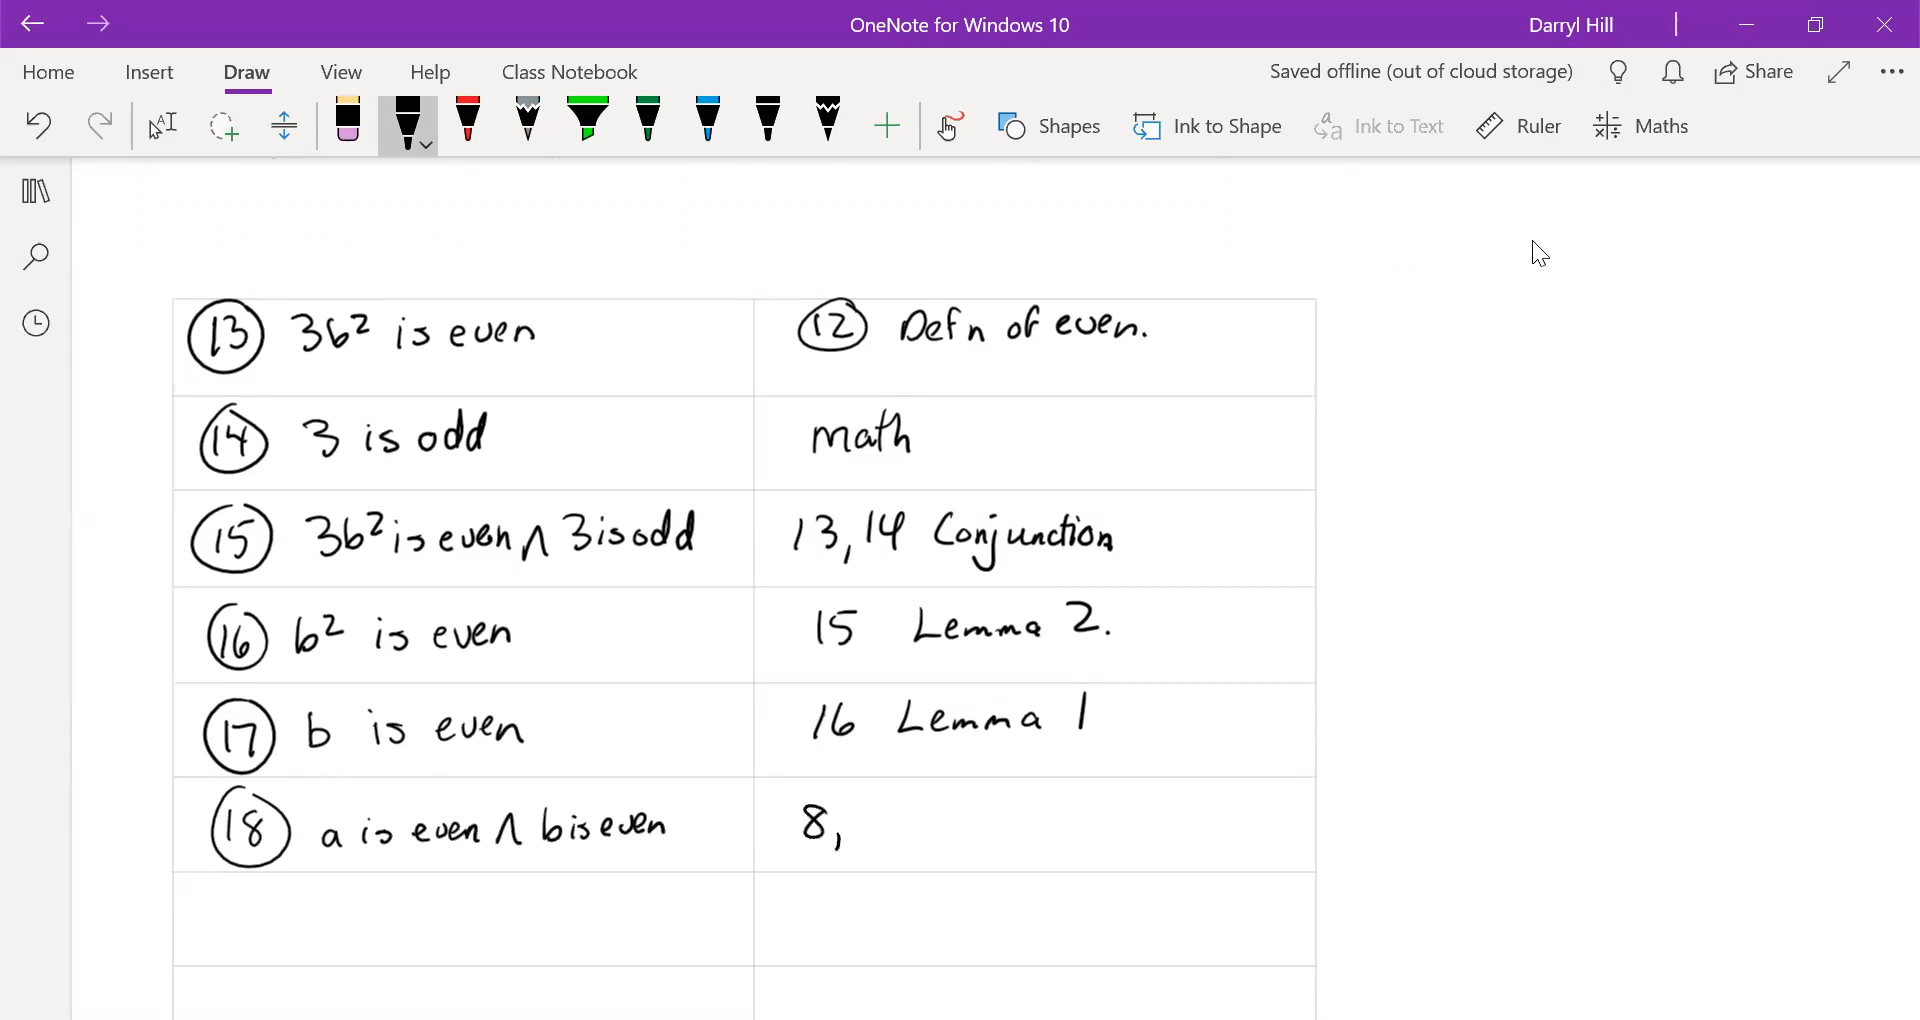 OneNote for Windows 10
Darryl Hill
Home Insert Draw View Help Class Notebook
Saved offline (out of cloud storage) Share
Shapes Ink to Shape Ink to Text Ruler Maths
13 3b² is even 12 Defn of even.
14 3 is odd math
15 3b² is even ∧ 3 is odd 13, 14 Conjunction
16 b² is even 15 Lemma 2.
17 b is even 16 Lemma 1
18 a is even ∧ b is even 8,